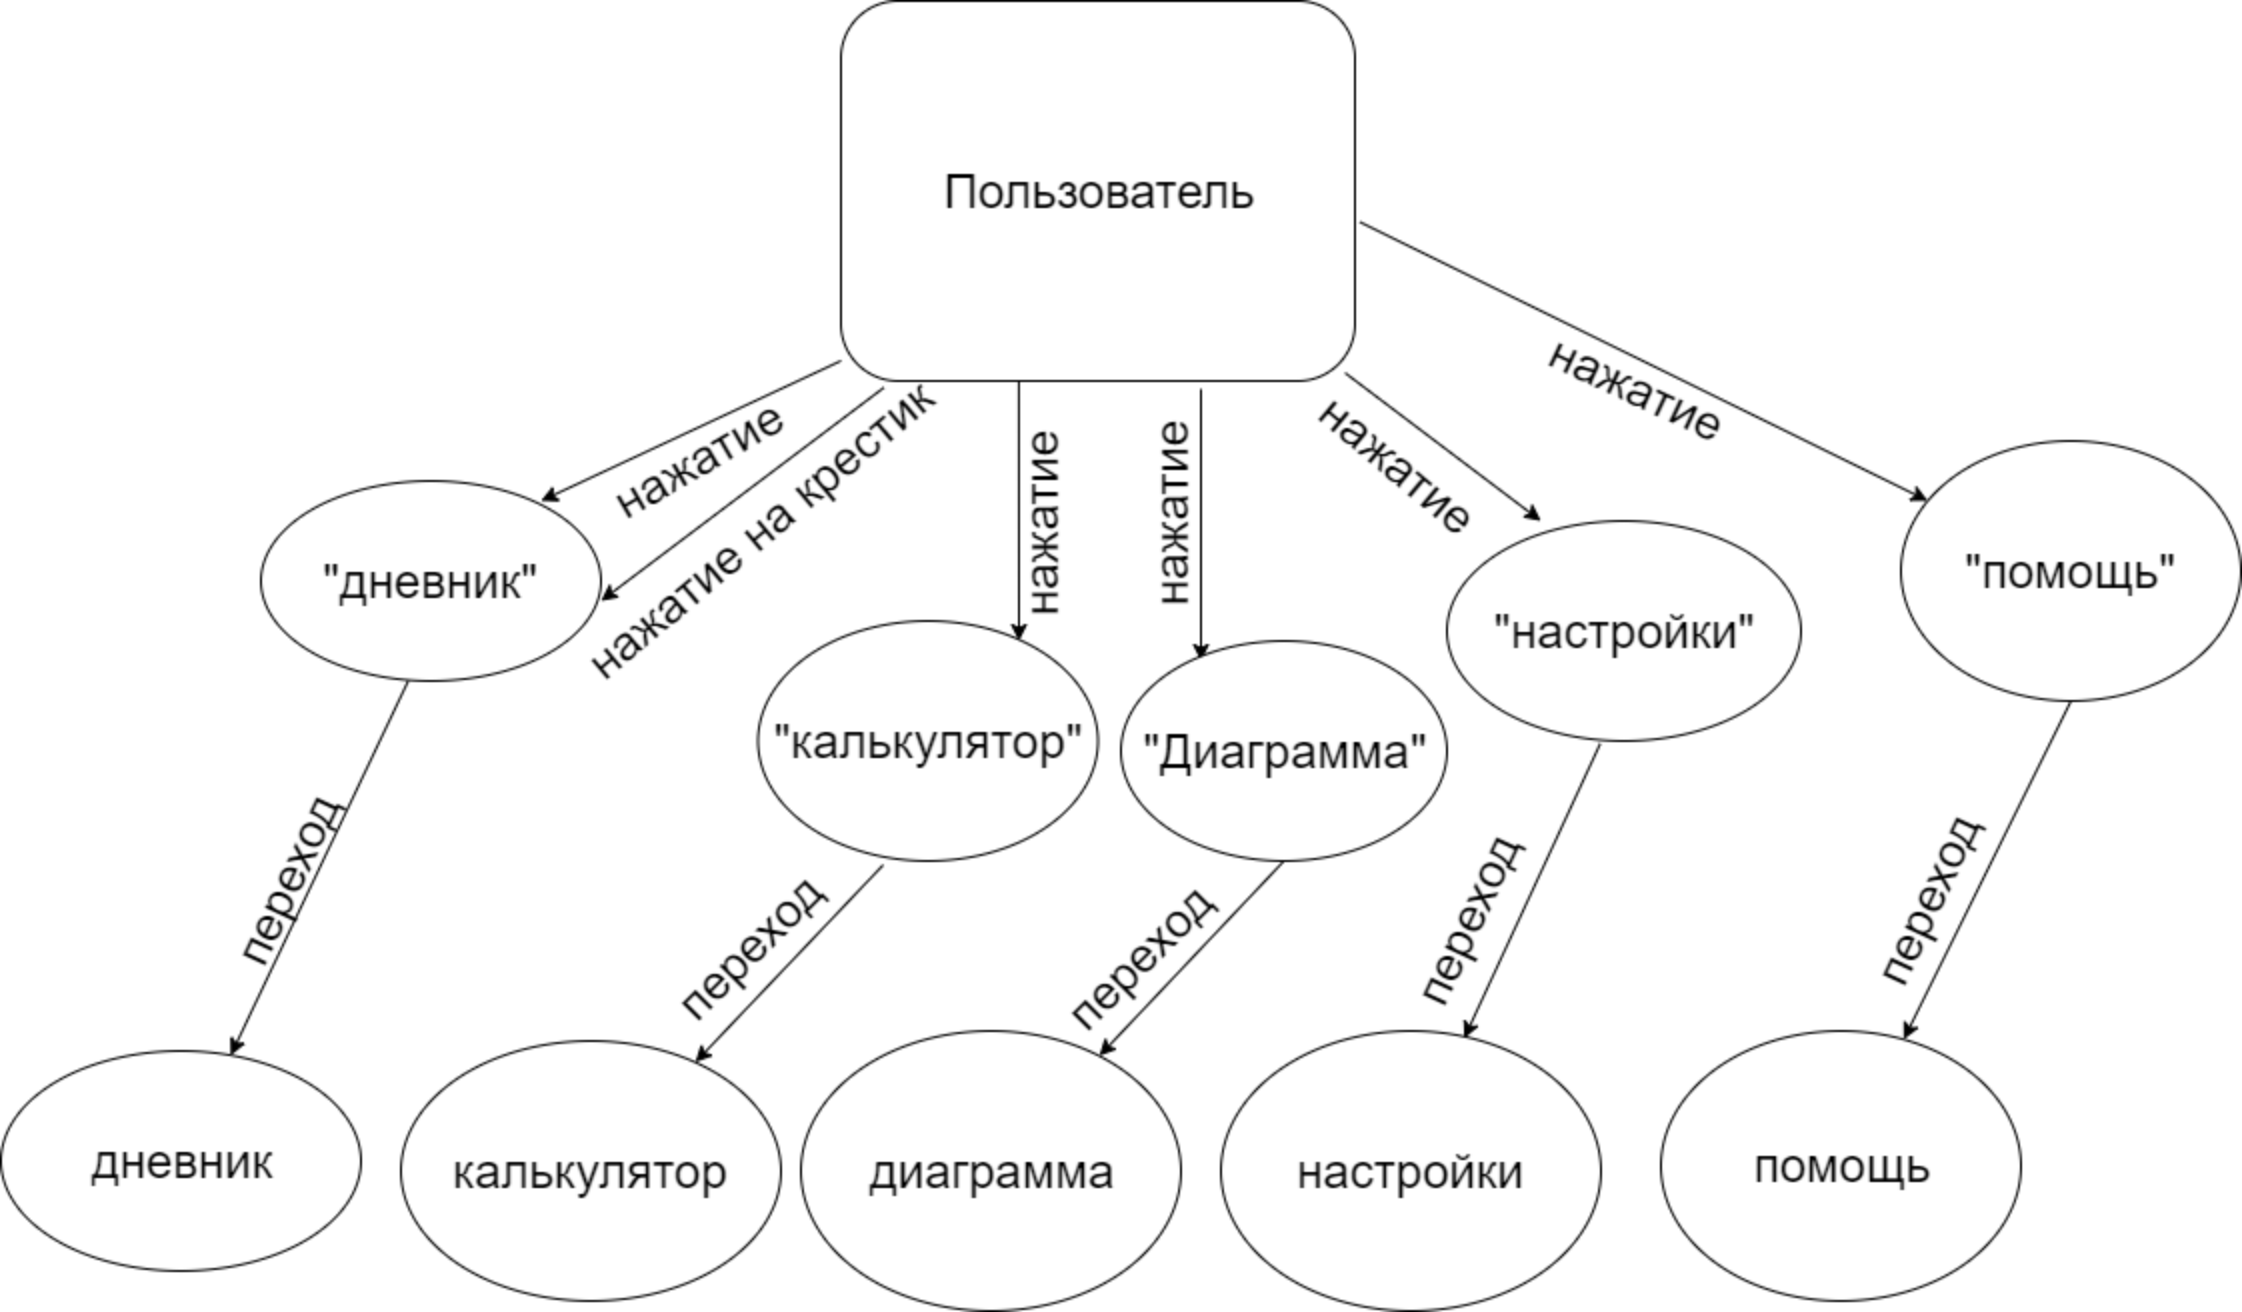 Пользователь
нажатие
нажатие на крестик
нажатие
нажатие
нажатие
нажатие
"дневник"
"калькулятор"
"Диаграмма"
"настройки"
"помощь"
переход
переход
переход
переход
переход
дневник
калькулятор
диаграмма
настройки
помощь